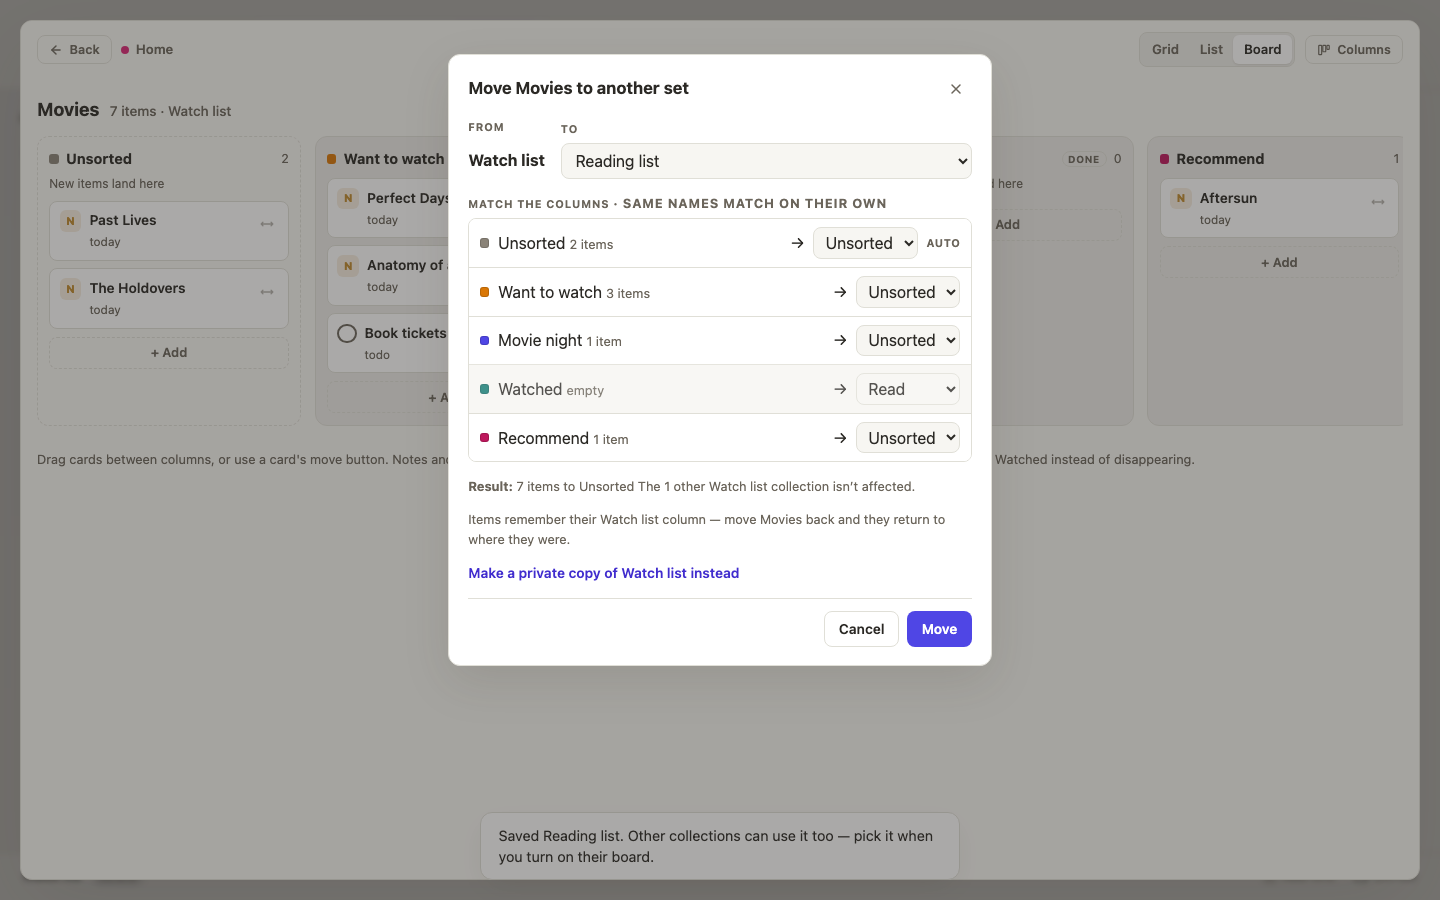 Back
Home
Grid
List
Board
Columns
Movies 7 items · Watch list
Unsorted 2
New items land here
N Past Lives
today
N The Holdovers
today
+ Add
Want to watch
N Perfect Days
today
N Anatomy of
today
Book tickets
todo
DONE 0
here
Add
Recommend 1
N Aftersun
today
+ Add
Drag cards between columns, or use a card's move button. Notes
Watched instead of disappearing.
Move Movies to another set
FROM
TO
Watch list
Reading list
MATCH THE COLUMNS · SAME NAMES MATCH ON THEIR OWN
Unsorted 2 items → Unsorted AUTO
Want to watch 3 items → Unsorted
Movie night 1 item → Unsorted
Watched empty → Read
Recommend 1 item → Unsorted
Result: 7 items to Unsorted The 1 other Watch list collection isn't affected.
Items remember their Watch list column — move Movies back and they return to
where they were.
Make a private copy of Watch list instead
Cancel
Move
Saved Reading list. Other collections can use it too — pick it when
you turn on their board.